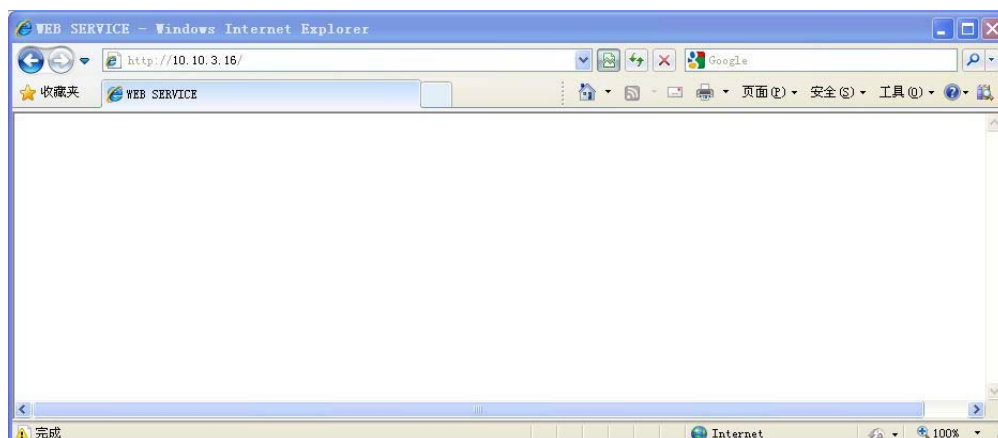 WEB SERVICE - Windows Internet Explorer
http://10.10.3.16/
Google
收藏夹
WEB SERVICE
页面(P)
安全(S)
工具(O)
完成
Internet
100%